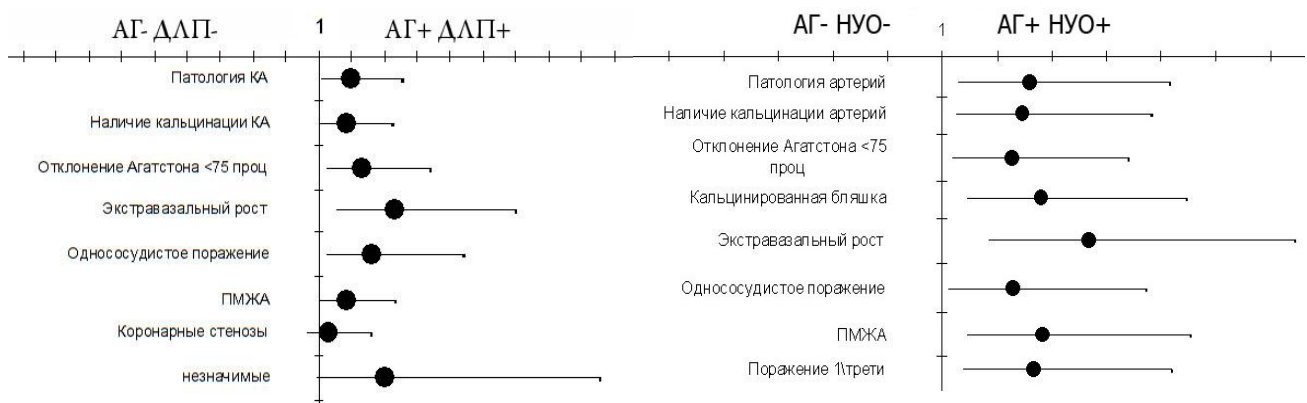 АГ- ДЛП-
1
АГ+ ДЛП+
Патология КА
Наличие кальцинации КА
Отклонение Агатстона <75 проц
Экстравазальный рост
Однососудистое поражение
ПМЖА
Коронарные стенозы
незначимые
АГ- НУО-
1
АГ+ НУО+
Патология артерий
Наличие кальцинации артерий
Отклонение Агатстона <75
проц
Кальцинированная бляшка
Экстравазальный рост
Однососудистое поражение
ПМЖА
Поражение 1\трети